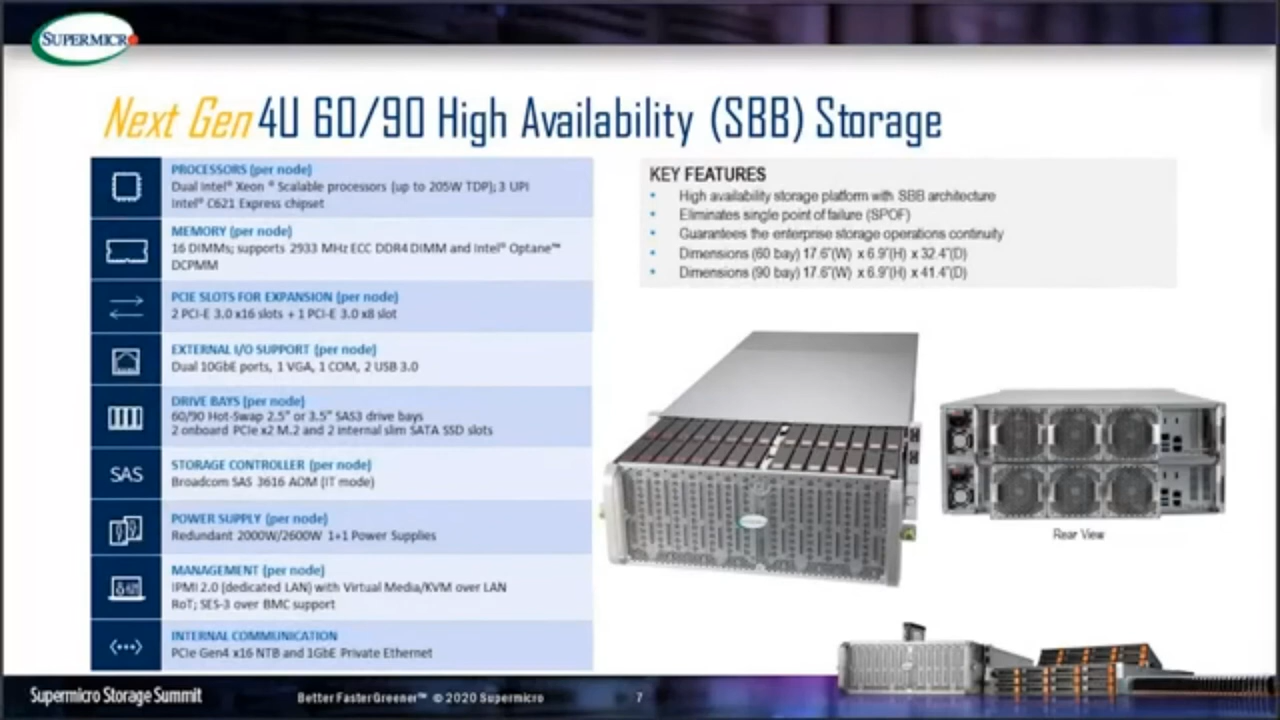 SUPERMICRO
Next Gen 4U 60/90 High Availability (SBB) Storage
PROCESSORS (per node)
Dual Intel® Xeon ® Scalable processors (up to 205W TDP); 3 UPI
Intel® C621 Express chipset
MEMORY (per node)
16 DIMMs; supports 2933 MHz ECC DDR4 DIMM and Intel® Optane™
DCPMM
PCIE SLOTS FOR EXPANSION (per node)
2 PCI-E 3.0 x16 slots + 1 PCI-E 3.0 x8 slot
EXTERNAL I/O SUPPORT (per node)
Dual 10GbE ports, 1 VGA, 1 COM, 2 USB 3.0
DRIVE BAYS (per node)
60/90 Hot-Swap 2.5" or 3.5" SAS3 drive bays
2 onboard PCIe x2 M.2 and 2 internal slim SATA SSD slots
SAS
STORAGE CONTROLLER (per node)
Broadcom SAS 3616 AOM (IT mode)
POWER SUPPLY (per node)
Redundant 2000W/2600W 1+1 Power Supplies
MANAGEMENT (per node)
IPMI 2.0 (dedicated LAN) with Virtual Media/KVM over LAN
RoT; SES-3 over BMC support
INTERNAL COMMUNICATION
PCIe Gen4 x16 NTB and 1GbE Private Ethernet
KEY FEATURES
• High availability storage platform with SBB architecture
• Eliminates single point of failure (SPOF)
• Guarantees the enterprise storage operations continuity
• Dimensions (60 bay) 17.6"(W) x 6.9"(H) x 32.4"(D)
• Dimensions (90 bay) 17.6"(W) x 6.9"(H) x 41.4"(D)
Rear View
Supermicro Storage Summit
Better Faster Greener™ © 2020 Supermicro
7